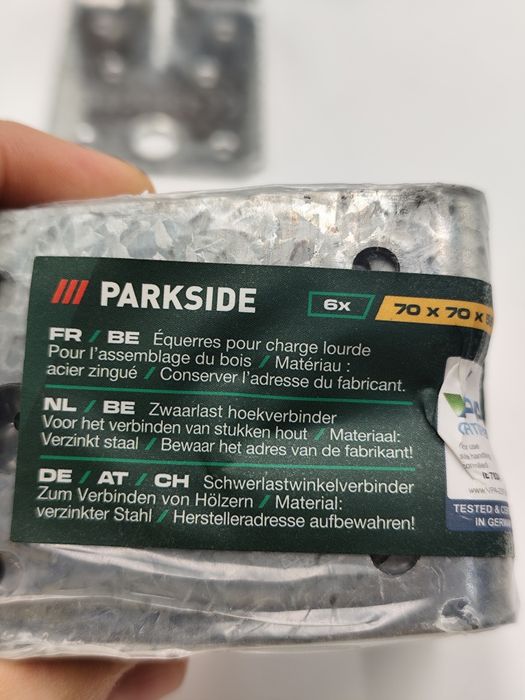 PARKSIDE
6x
70 x 70 x
FR / BE Équerres pour charge lourde
Pour l'assemblage du bois / Matériau :
acier zingué / Conserver l'adresse du fabricant.
NL / BE Zwaarlast hoekverbinder
Voor het verbinden van stukken hout / Materiaal:
Verzinkt staal / Bewaar het adres van de fabrikant!
DE / AT / CH Schwerlastwinkelverbinder
Zum Verbinden von Hölzern / Material:
verzinkter Stahl / Herstelleradresse aufbewahren!
TESTED &
IN GERMA